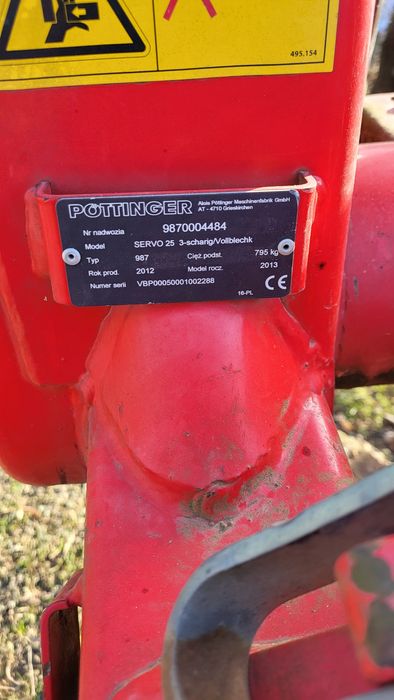 495.154
PÖTTINGER Alois Pöttinger Maschinenfabrik GmbH
AT - 4710 Grieskirchen
Nr nadwozia 9870004484
Model SERVO 25 3-scharig/Vollblechk
Typ 987 Cięż.podst. 795 kg
Rok prod. 2012 Model rocz. 2013
Numer serii VBP00050001002288 CE
16-PL